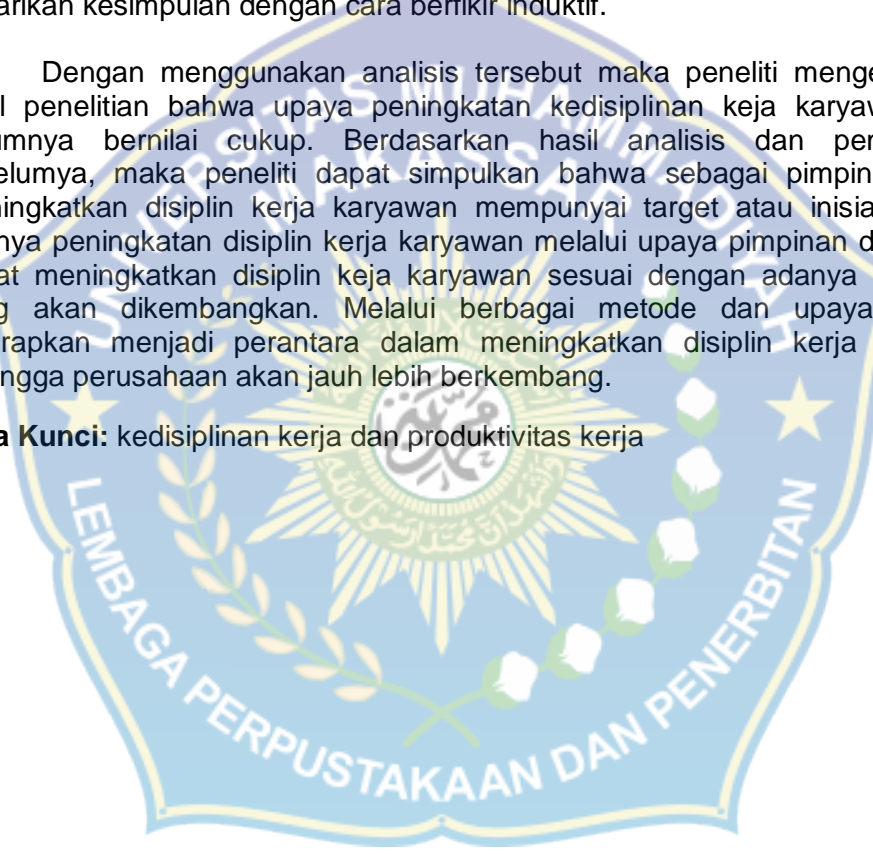 arikan kesimpulan dengan cara berfikir induktif.
Dengan menggunakan analisis tersebut maka peneliti menge
l penelitian bahwa upaya peningkatan kedisiplinan keja karyaw
umnya bernilai cukup. Berdasarkan hasil analisis dan per
elumya, maka peneliti dapat simpulkan bahwa sebagai pimpin
ningkatkan disiplin kerja karyawan mempunyai target atau inisia
nya peningkatan disiplin kerja karyawan melalui upaya pimpinan d
at meningkatkan disiplin keja karyawan sesuai dengan adanya
g akan dikembangkan. Melalui berbagai metode dan upaya
rapkan menjadi perantara dalam meningkatkan disiplin kerja
ngga perusahaan akan jauh lebih berkembang.
a Kunci: kedisiplinan kerja dan produktivitas kerja
UNIVERSITAS MUHAMMADIYAH
MAKASSAR
LEMBAGA PERPUSTAKAAN DAN PENERBITAN